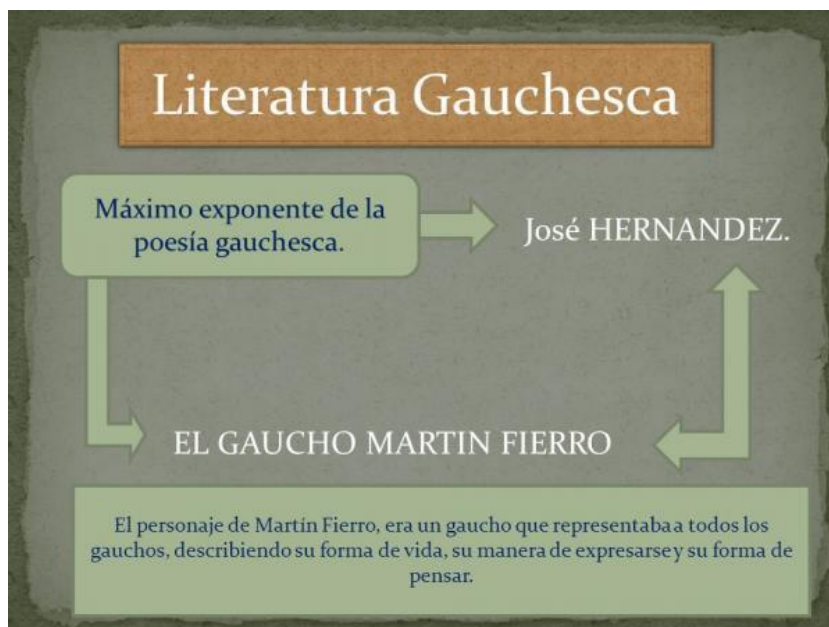 Literatura Gauchesca
Máximo exponente de la
poesía gauchesca.
José HERNANDEZ.
EL GAUCHO MARTIN FIERRO
El personaje de Martín Fierro, era un gaucho que representaba a todos los
gauchos, describiendo su forma de vida, su manera de expresarse y su forma de
pensar.